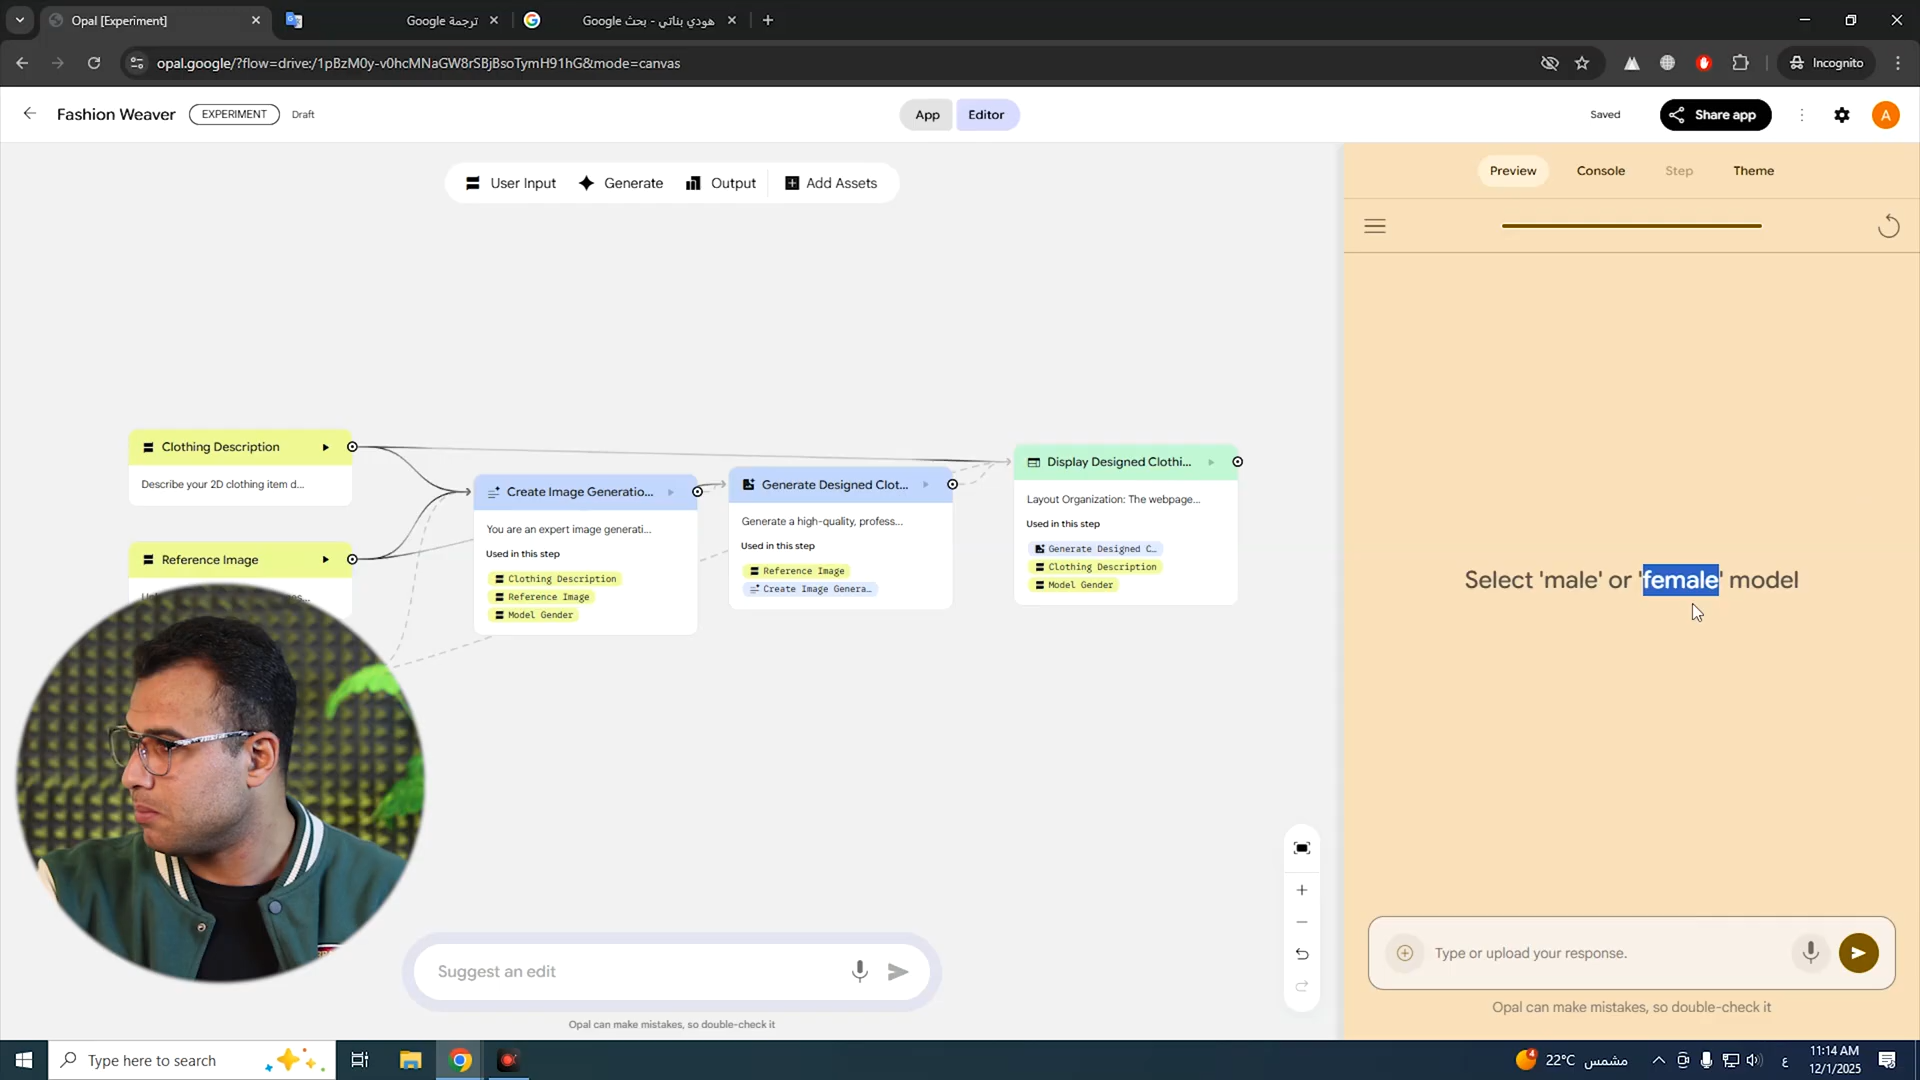 Opal [Experiment]
ترجمة Google
هودي بناتي - بحث Google
opal.google/?flow=drive:/1pBzM0y-v0hcMNaGW8rSBjBsoTymH91hG&mode=canvas
Incognito
Fashion Weaver
EXPERIMENT
Draft
App
Editor
Saved
Share app
A
User Input
Generate
Output
Add Assets
Preview
Console
Step
Theme
Clothing Description
Describe your 2D clothing item d...
Reference Image
Create Image Generatio...
You are an expert image generati...
Used in this step
Clothing Description
Reference Image
Model Gender
Generate Designed Clot...
Generate a high-quality, profess...
Used in this step
Reference Image
Create Image Genera...
Display Designed Clothi...
Layout Organization: The webpage...
Used in this step
Generate Designed C...
Clothing Description
Model Gender
Select 'male' or 'female' model
Type or upload your response.
Opal can make mistakes, so double-check it
Suggest an edit
Opal can make mistakes, so double-check it
Type here to search
4
22°C مشمس
ع
11:14 AM
12/1/2025